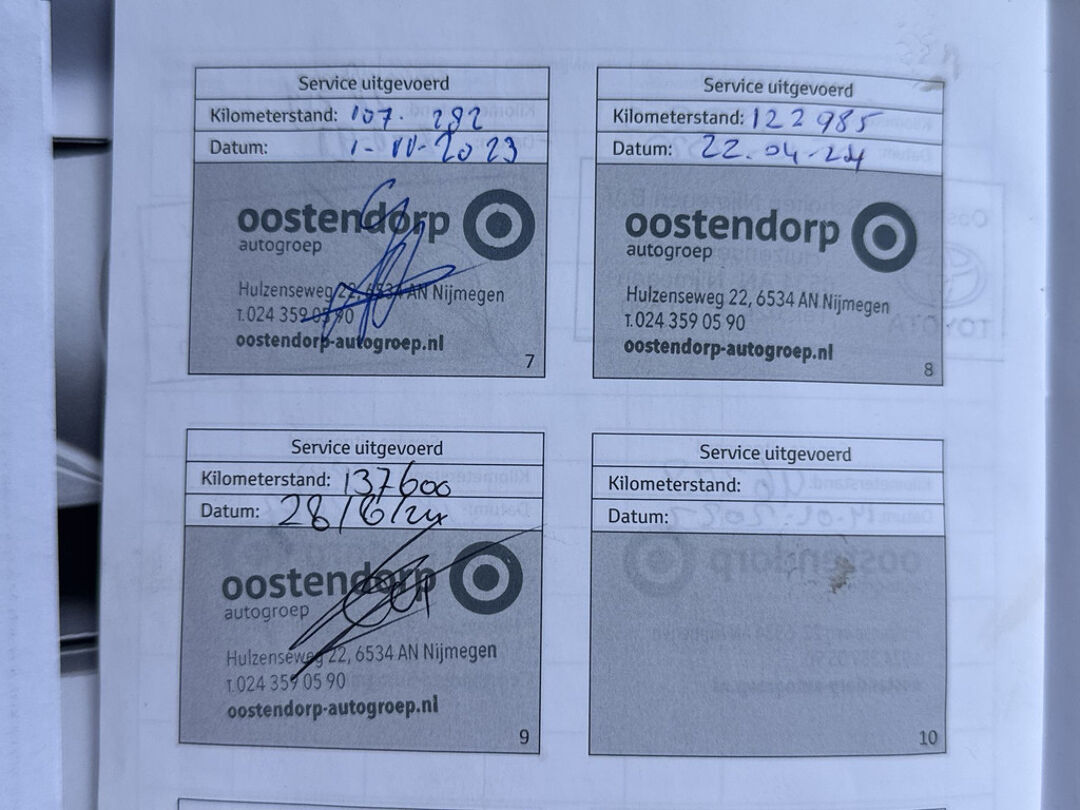 Service uitgevoerd
Kilometerstand: 107.282
Datum: 1-11-2023
oostendorp
autogroep
Hulzenseweg 22, 6534 AN Nijmegen
T.024 359 05 90
oostendorp-autogroep.nl
7
Service uitgevoerd
Kilometerstand: 122985
Datum: 22.04-24
oostendorp
autogroep
Hulzenseweg 22, 6534 AN Nijmegen
T.024 359 05 90
oostendorp-autogroep.nl
8
Service uitgevoerd
Kilometerstand: 137600
Datum: 28/8/24
oostendorp
autogroep
Hulzenseweg 22, 6534 AN Nijmegen
T.024 359 05 90
oostendorp-autogroep.nl
9
Service uitgevoerd
Kilometerstand:
Datum:
10